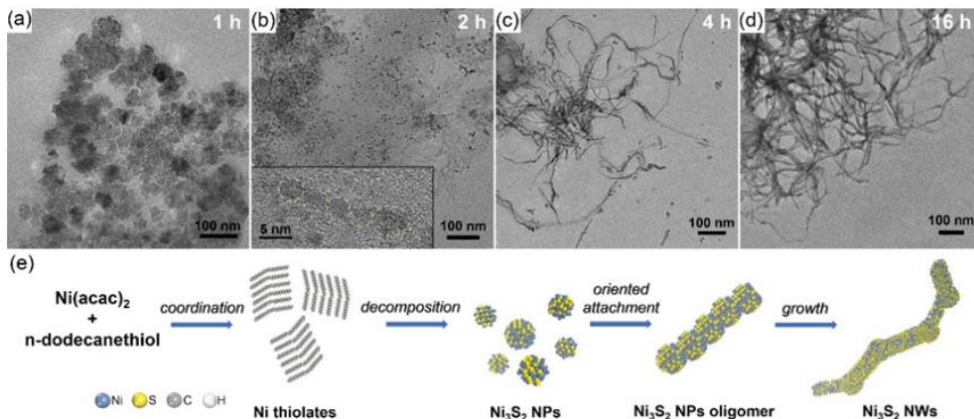 (a) 1 h
100 nm
(b) 2 h
5 nm 100 nm
(c) 4 h
100 nm
(d) 16 h
100 nm
(e)
Ni(acac)₂
+
n-dodecanethiol
coordination
Ni thiolates
decomposition
Ni₃S₂ NPs
oriented
attachment
Ni₃S₂ NPs oligomer
growth
Ni₃S₂ NWs
Ni S C H